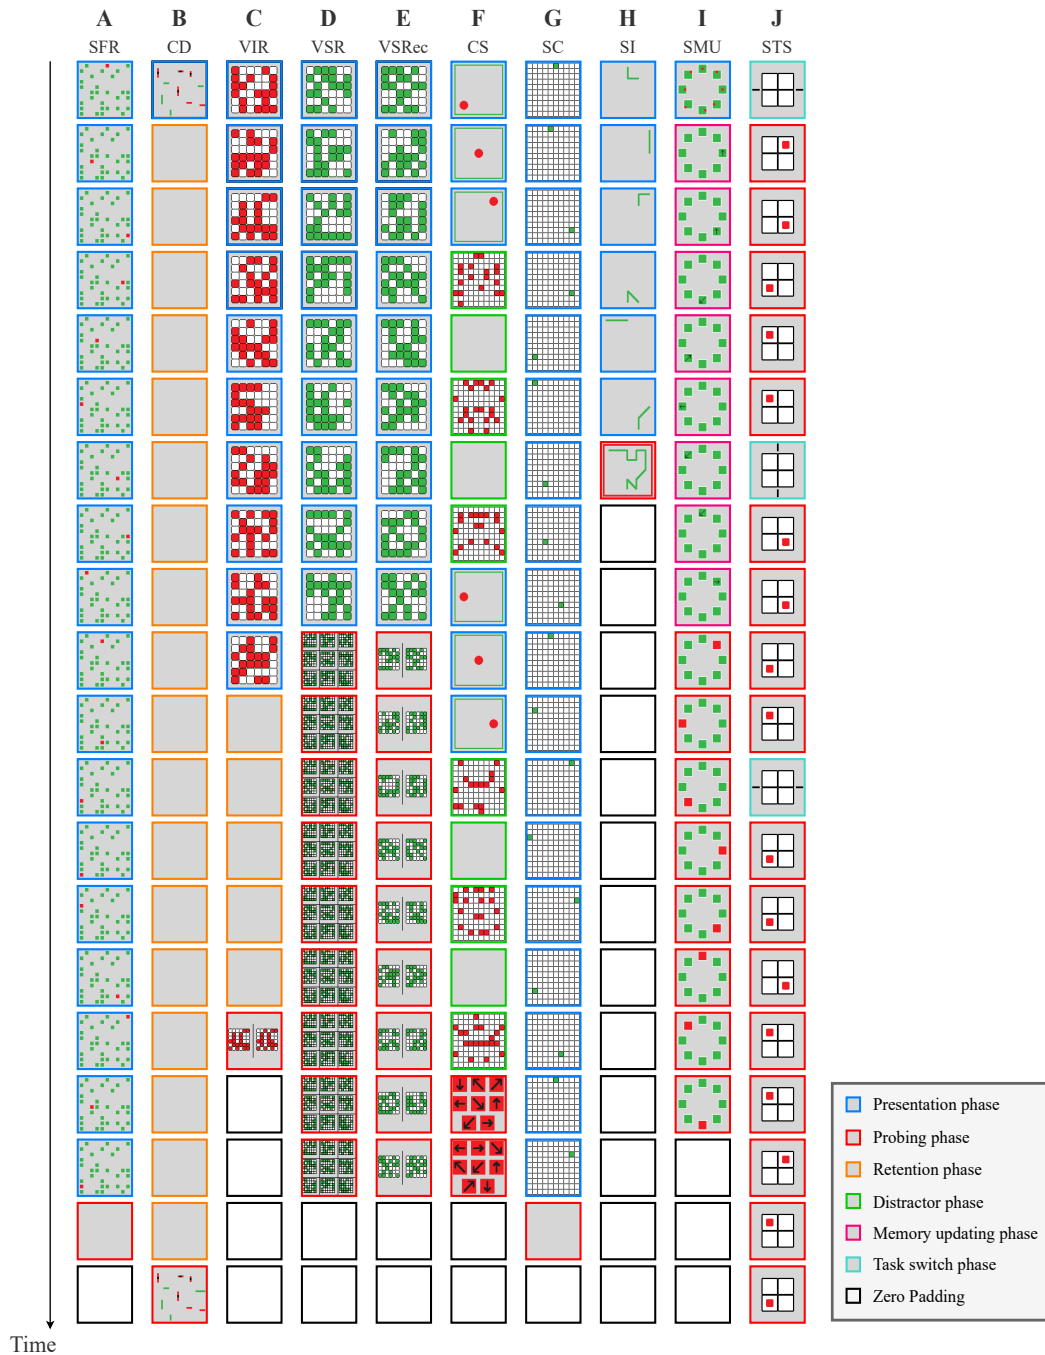 A B C D E F G H I J
SFR CD VIR VSR VSRec CS SC SI SMU STS
Presentation phase
Probing phase
Retention phase
Distractor phase
Memory updating phase
Task switch phase
Zero Padding
Time